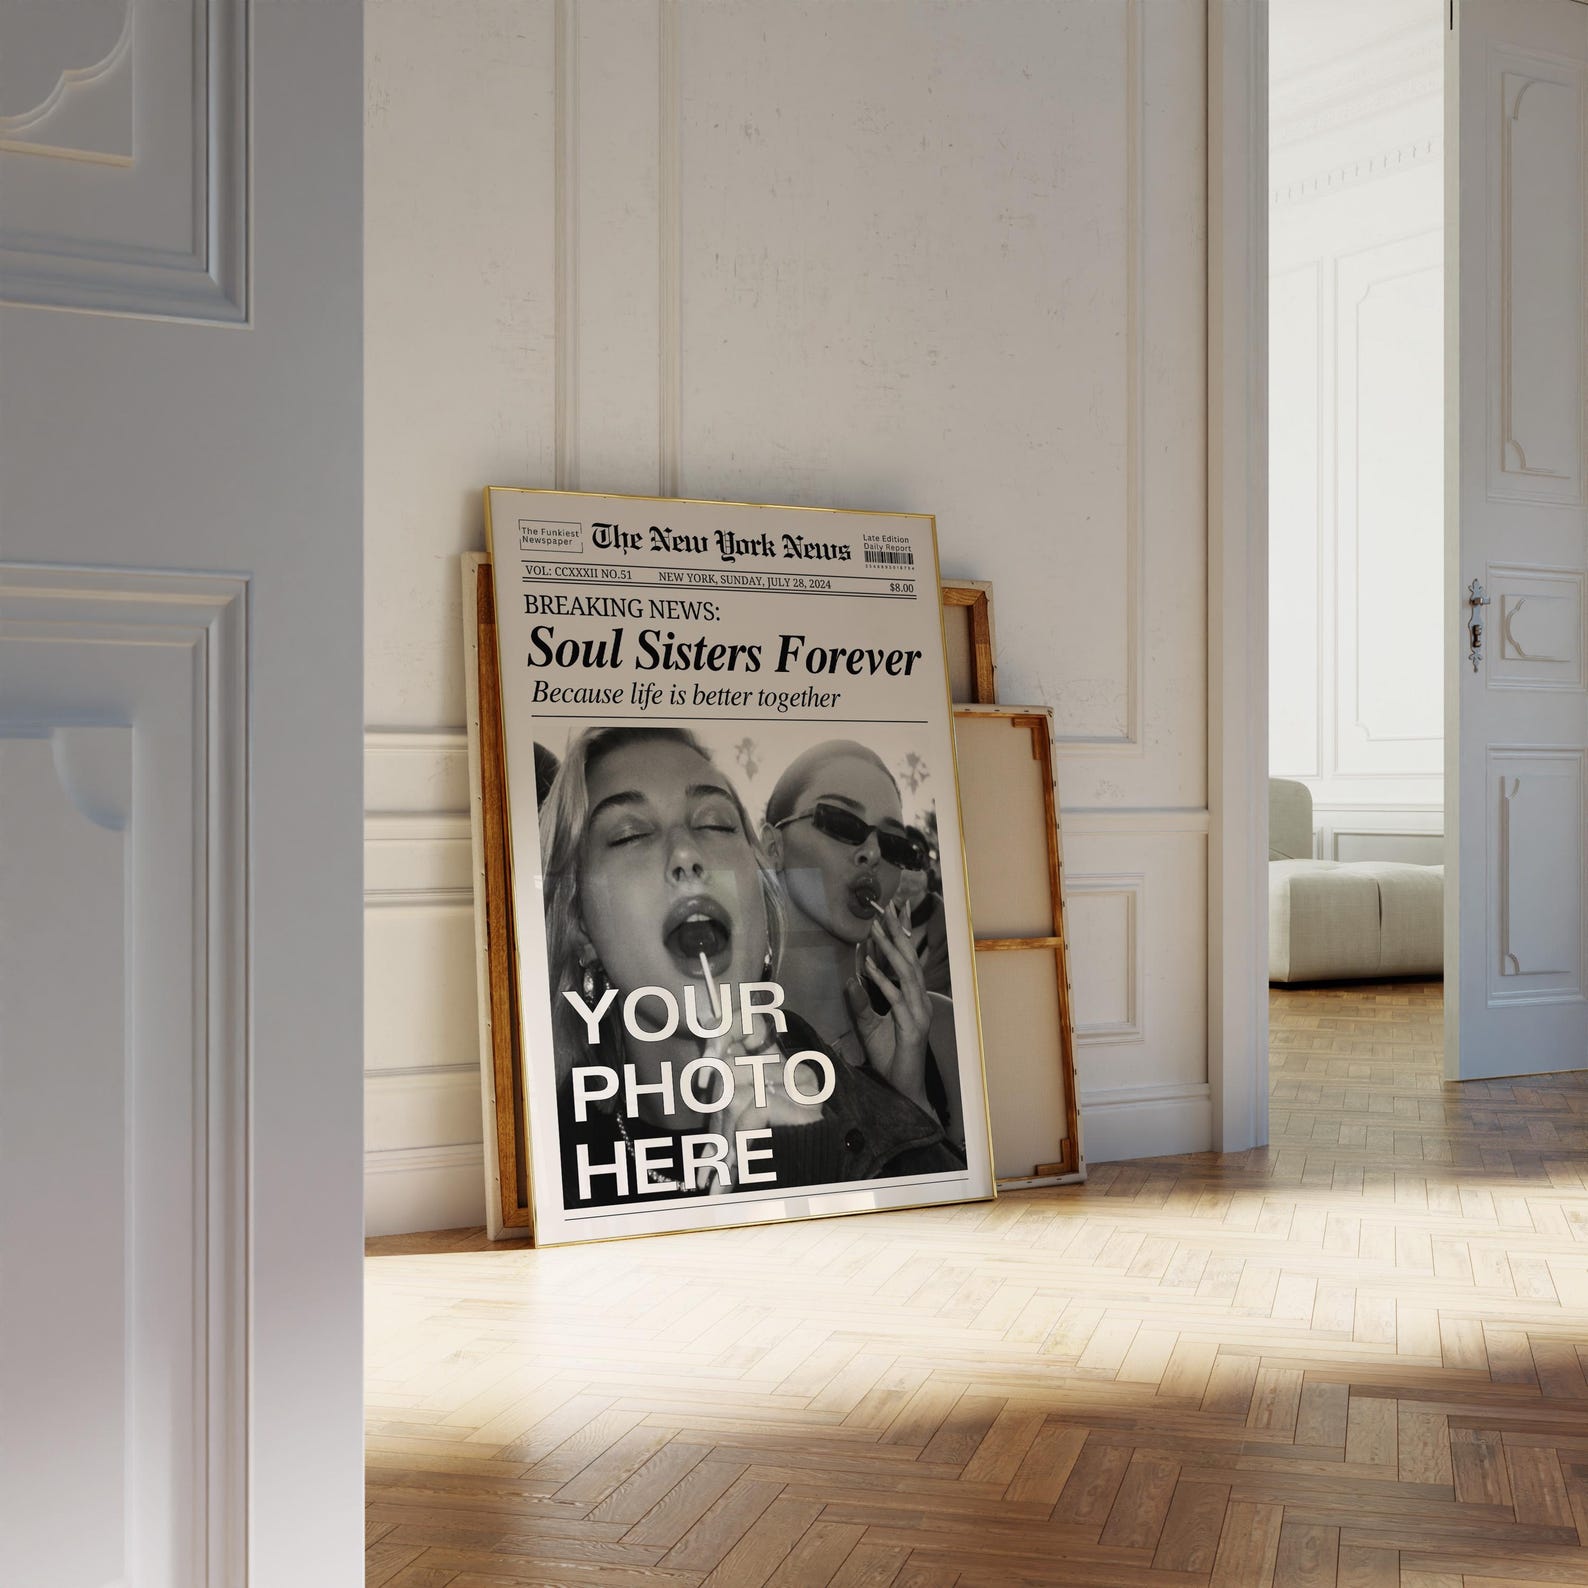 The Funkiest
Newspaper
The New York News
Late Edition
Daily Report
VOL: CCXXXII NO.51 NEW YORK, SUNDAY, JULY 28, 2024 $8.00
BREAKING NEWS:
Soul Sisters Forever
Because life is better together
YOUR
PHOTO
HERE